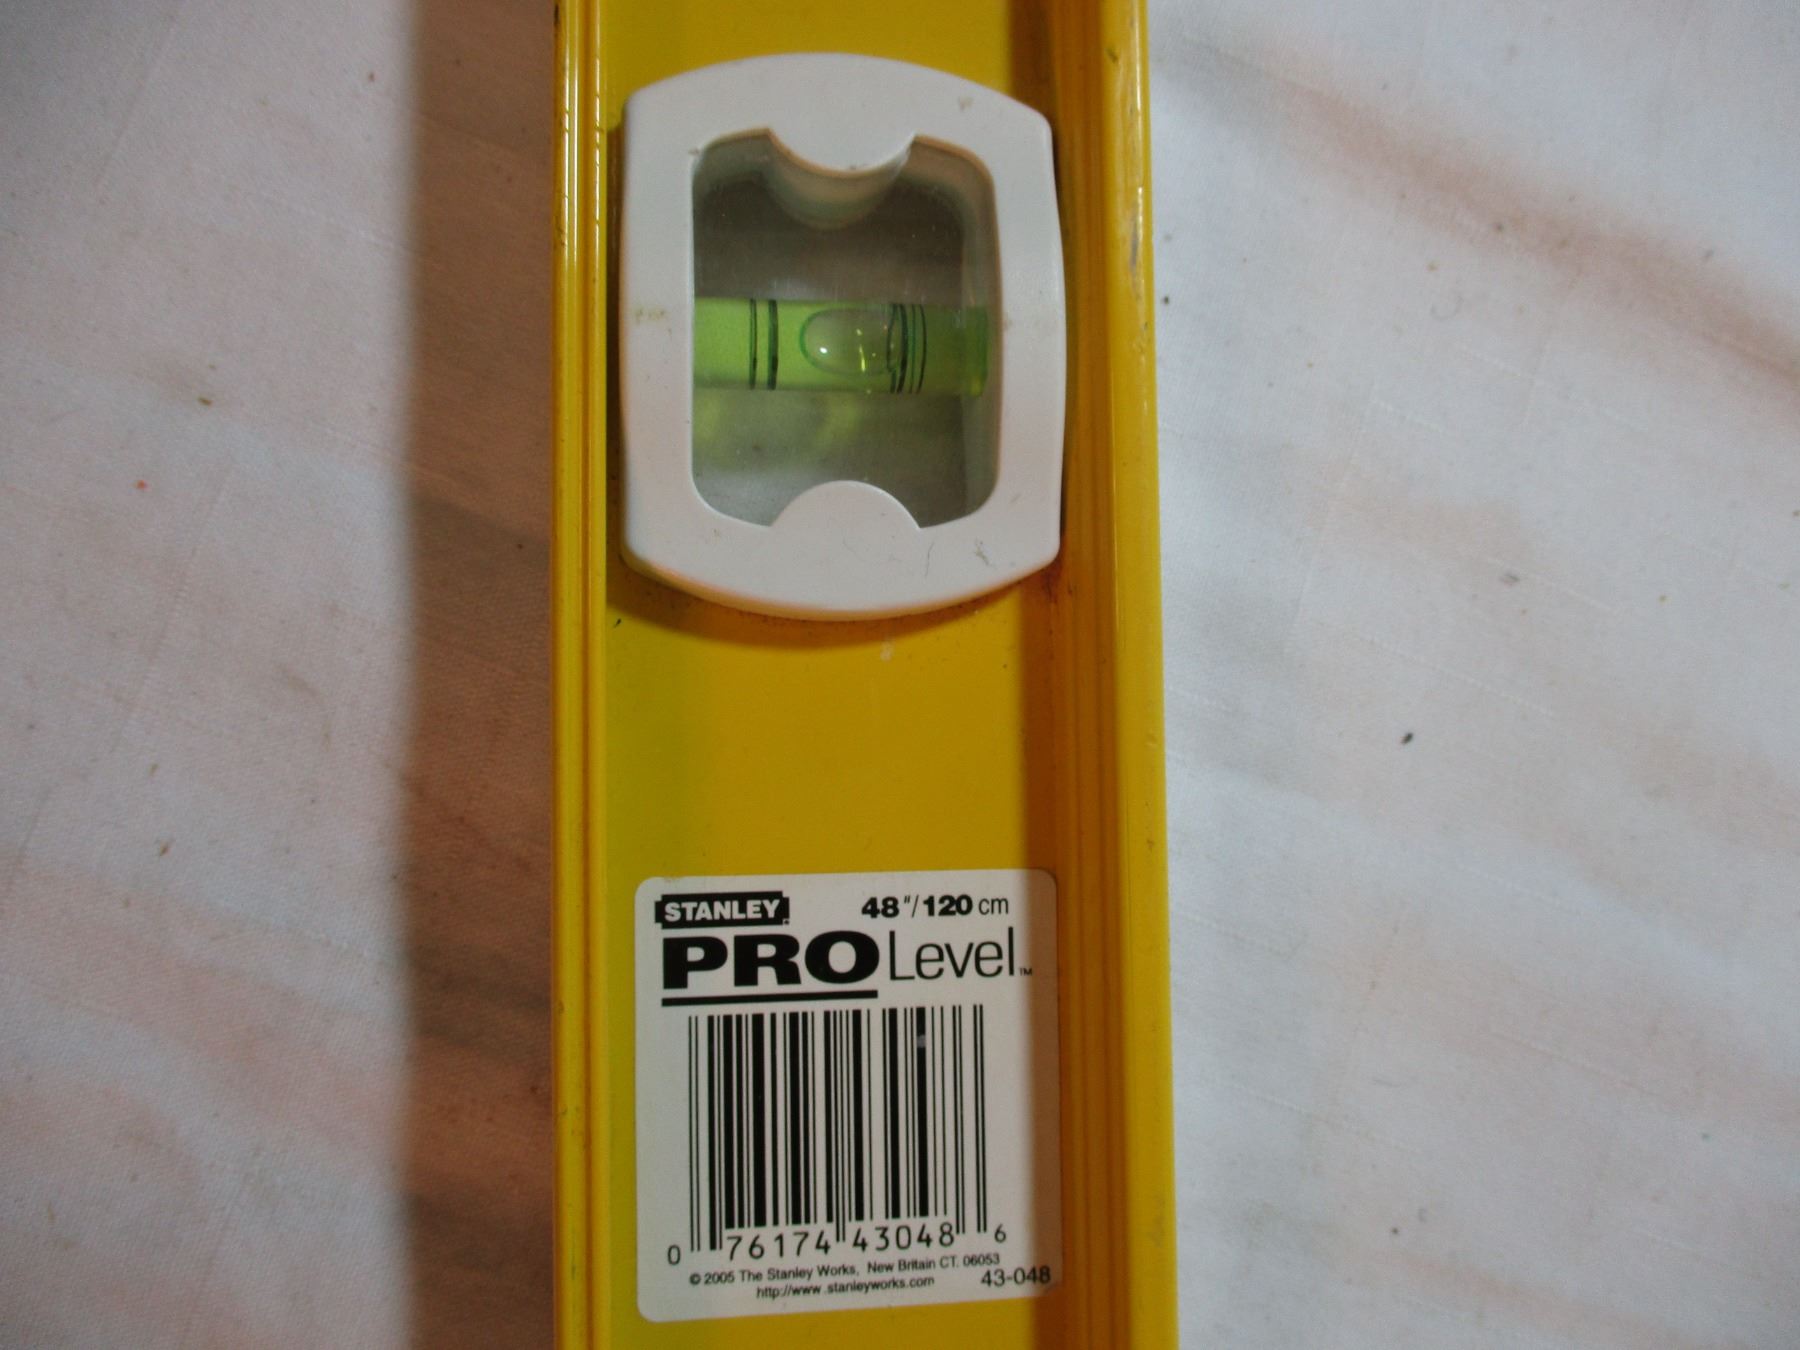 STANLEY 48"/120 cm
PRO Level™
0 76174 43048 6
© 2005 The Stanley Works, New Britain CT. 06053
http://www.stanleyworks.com 43-048